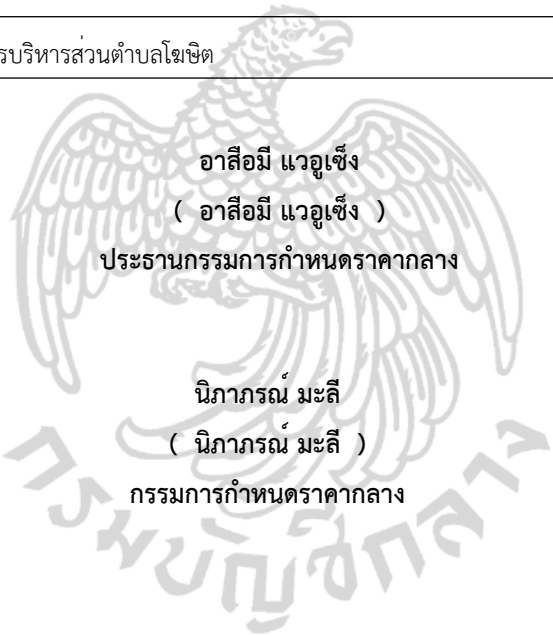 รบริหารส่วนตำบลโฆษิต
อาสือมี แวอูเซ็ง
( อาสือมี แวอูเซ็ง )
ประธานกรรมการกำหนดราคากลาง
นิภาภรณ์ มะลี
( นิภาภรณ์ มะลี )
กรรมการกำหนดราคากลาง
กรมบัญชีกลาง